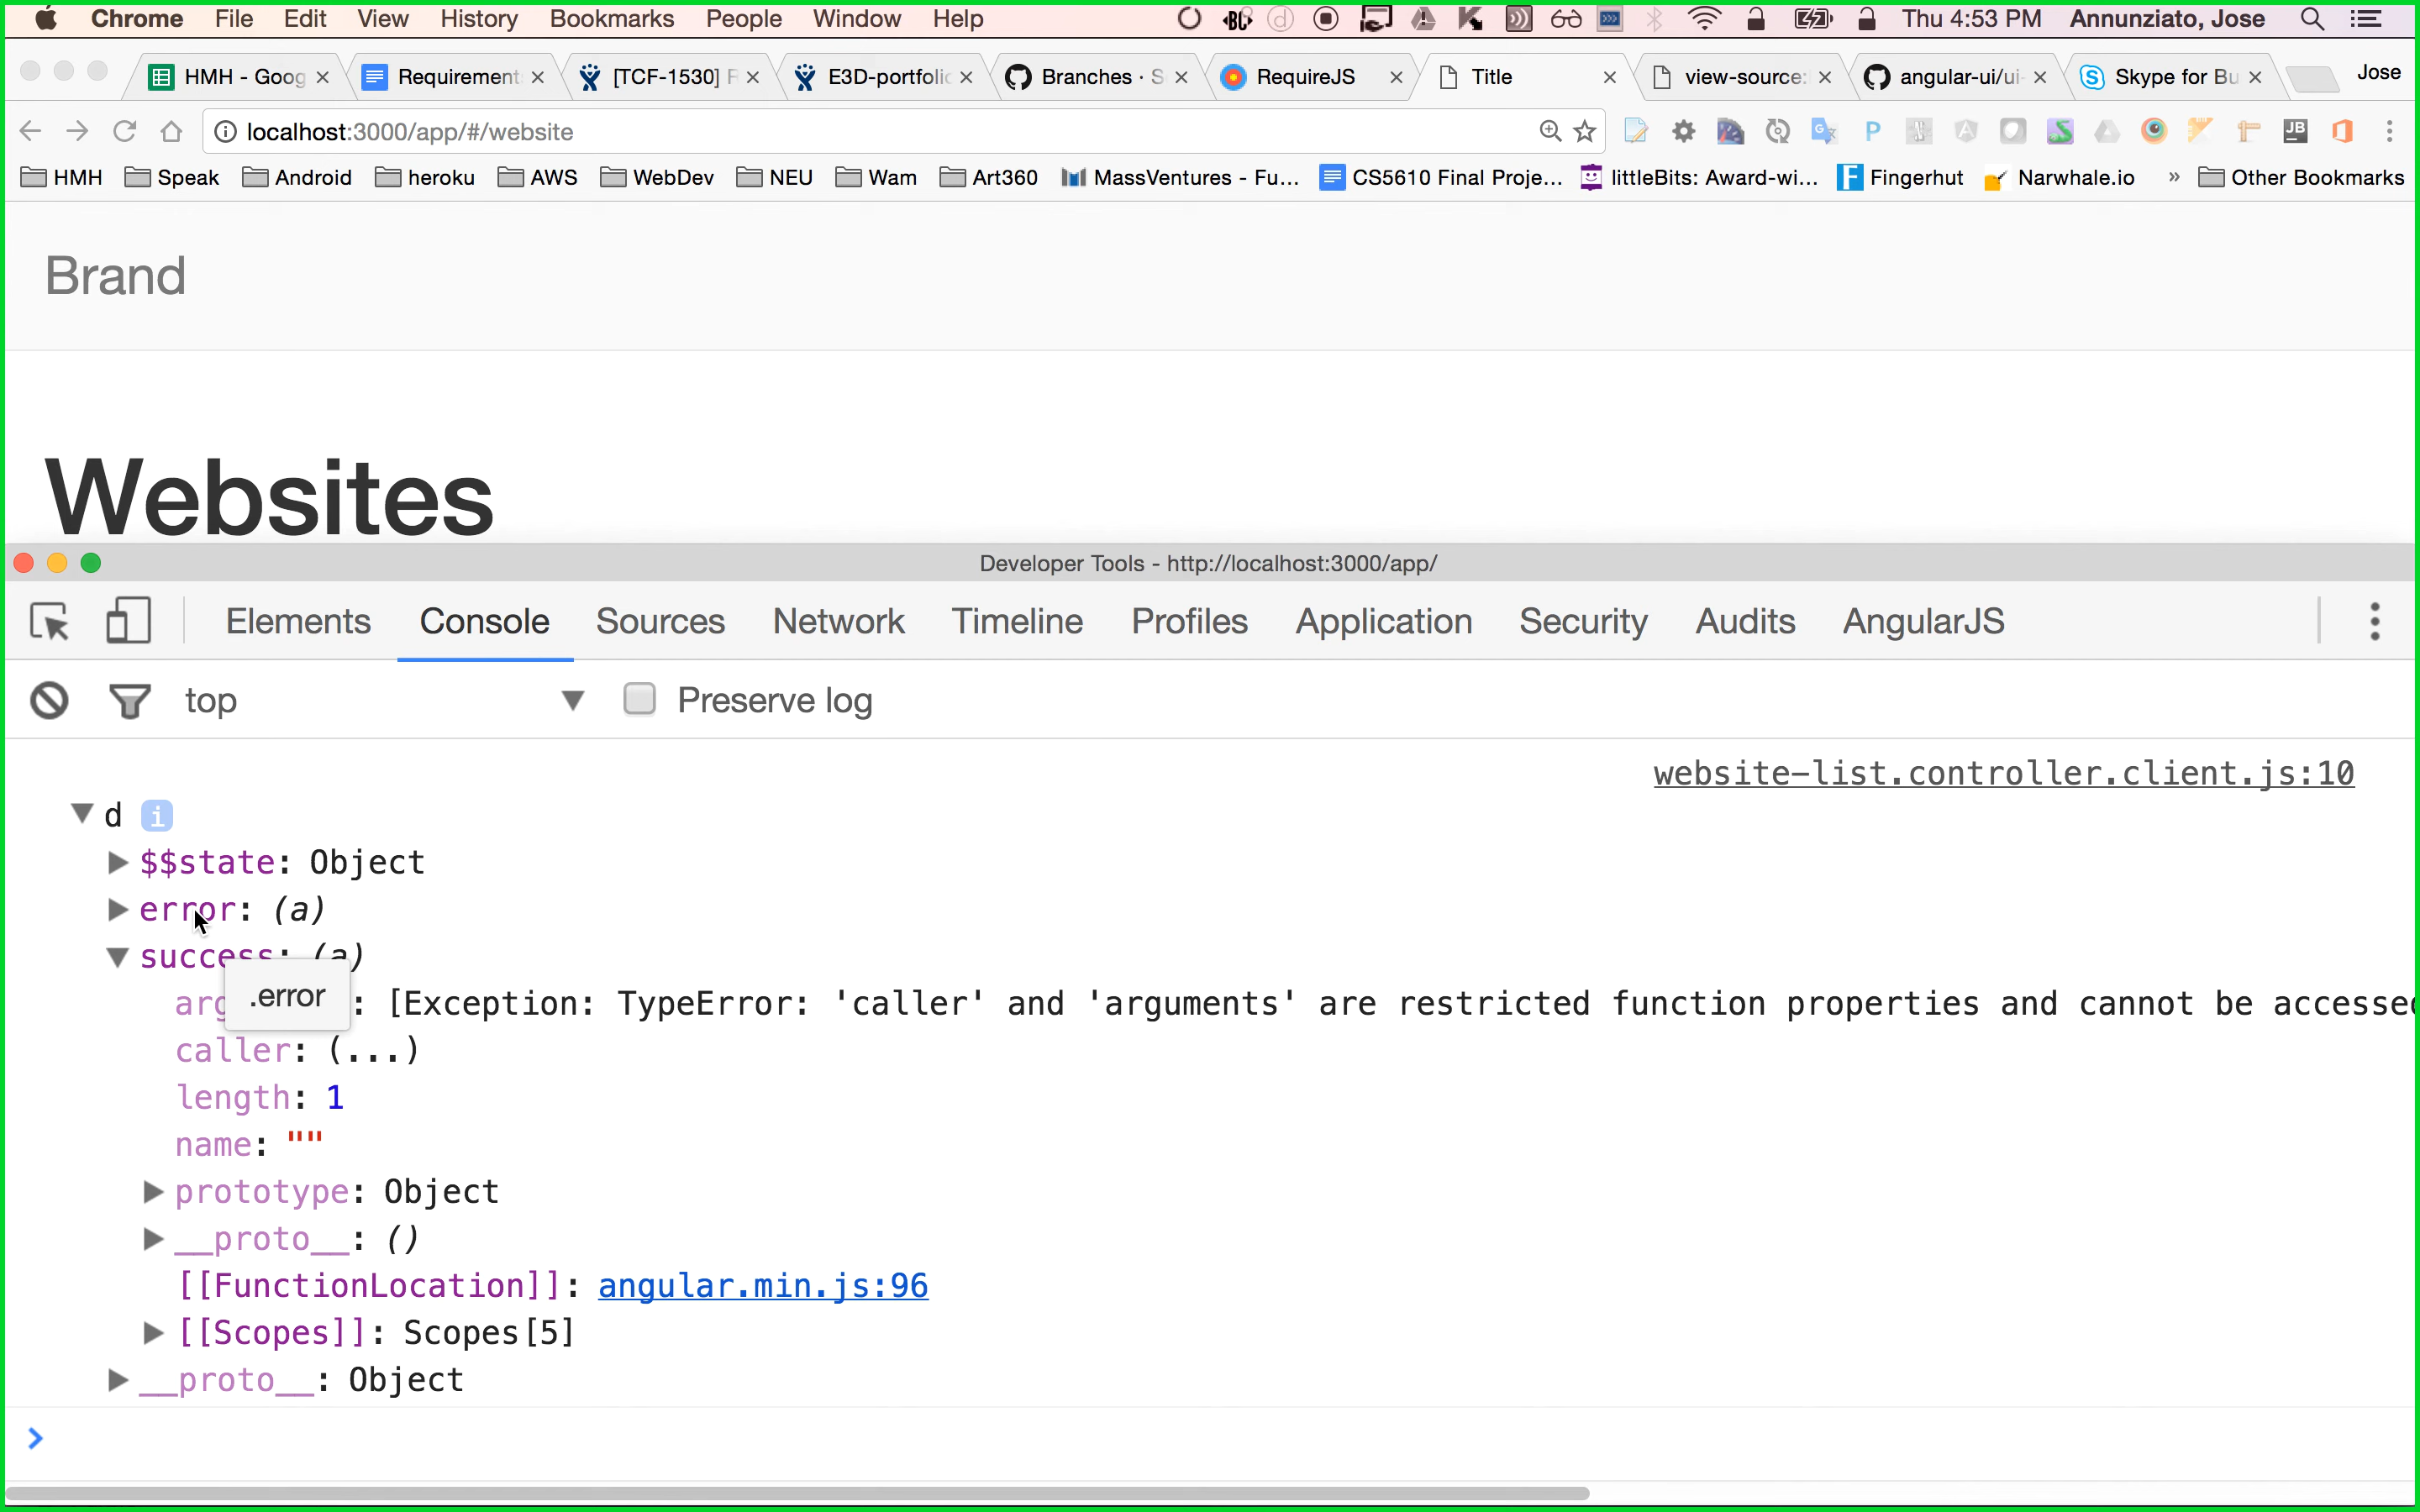 Chrome File Edit View History Bookmarks People Window Help Thu 4:53 PM Annunziato, Jose
HMH - Goog Requirement [TCF-1530] F E3D-portfolio Branches · S RequireJS Title view-source: angular-ui/ui- Skype for Bu Jose
localhost:3000/app/#/website
HMH Speak Android heroku AWS WebDev NEU Wam Art360 MassVentures - Fu... CS5610 Final Proje... littleBits: Award-wi... Fingerhut Narwhale.io » Other Bookmarks
Brand
Websites
Developer Tools - http://localhost:3000/app/
Elements Console Sources Network Timeline Profiles Application Security Audits AngularJS
top Preserve log
website-list.controller.client.js:10
d i
$$state: Object
error: (a)
success: (a)
.error
arg : [Exception: TypeError: 'caller' and 'arguments' are restricted function properties and cannot be accessed
caller: (...)
length: 1
name: ""
prototype: Object
__proto__: ()
[[FunctionLocation]]: angular.min.js:96
[[Scopes]]: Scopes[5]
__proto__: Object
>